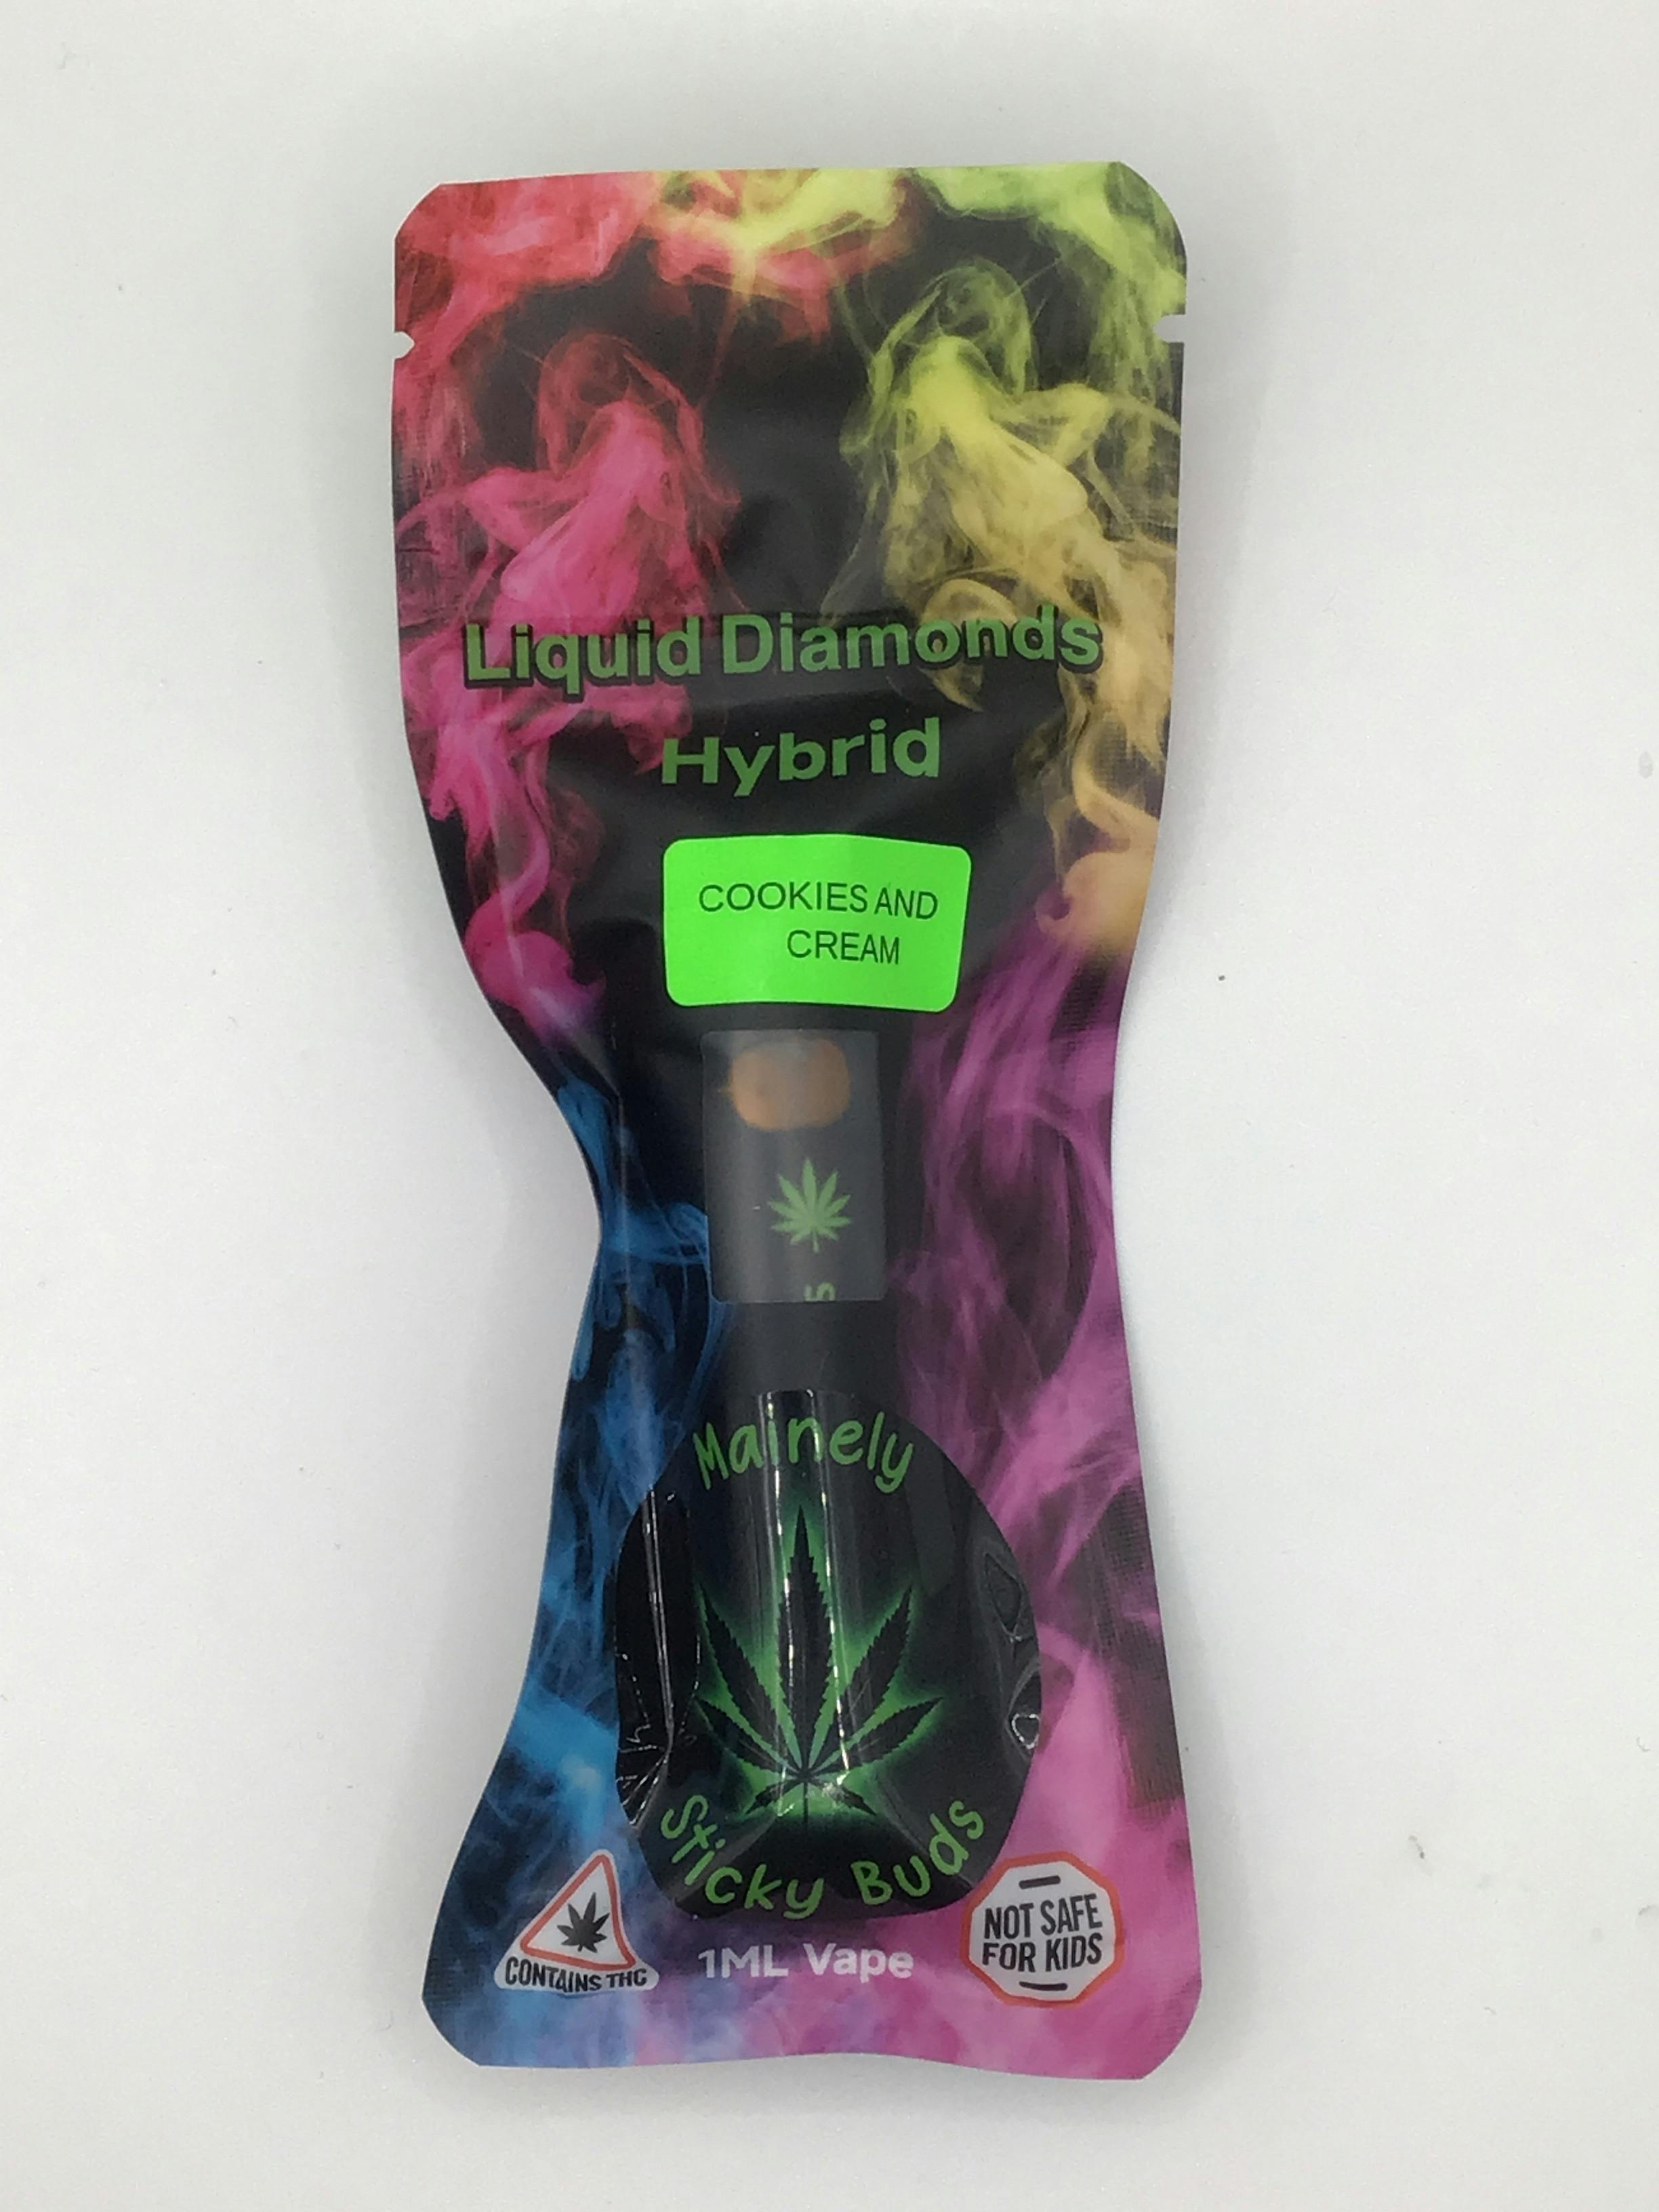 Liquid Diamonds
Hybrid
COOKIES AND
CREAM
Mainely
Sticky Buds
CONTAINS THC
1ML Vape
NOT SAFE
FOR KIDS